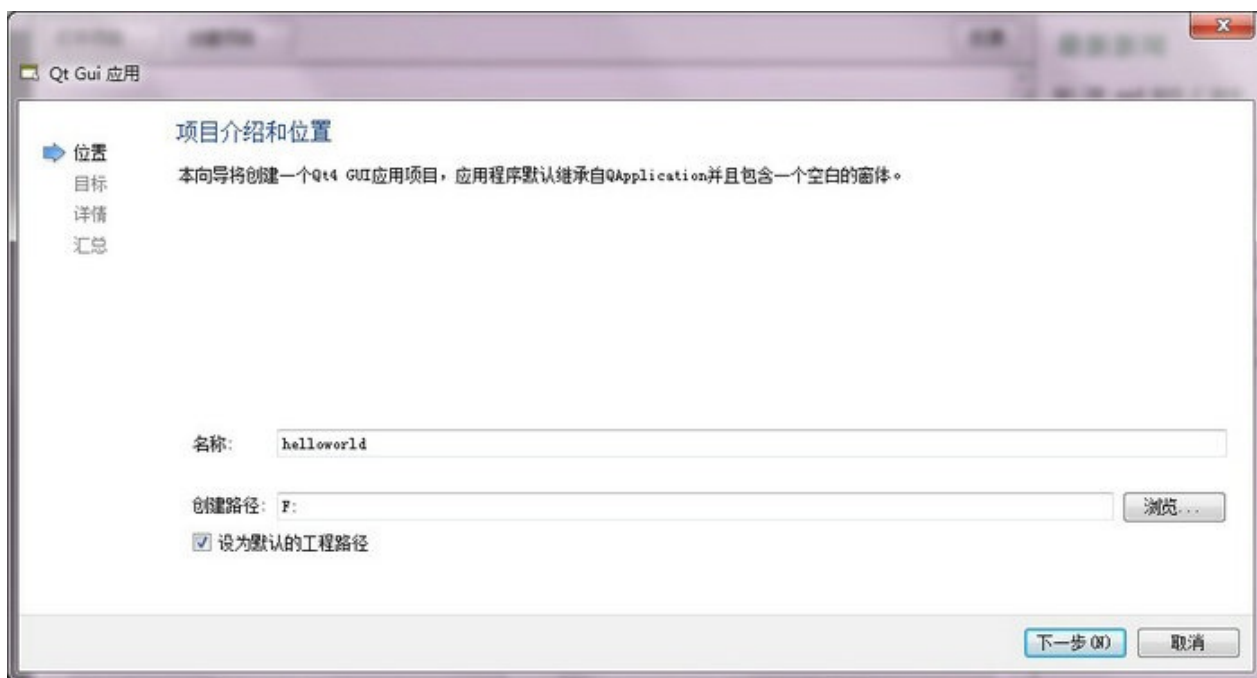 Qt Gui 应用
位置
目标
详情
汇总
项目介绍和位置
本向导将创建一个Qt4 GUI应用项目，应用程序默认继承自QApplication并且包含一个空白的窗体。
名称:
helloworld
创建路径:
F:
浏览...
设为默认的工程路径
下一步(N)
取消